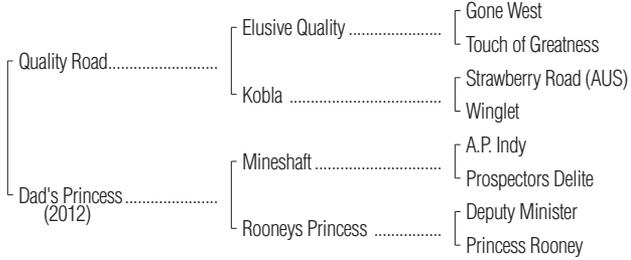 Gone West
Elusive Quality ....................
Touch of Greatness
Quality Road........................
Strawberry Road (AUS)
Kobla .................................
Winglet
A.P. Indy
Mineshaft ............................
Prospectors Delite
Dad's Princess ....................
(2012)
Deputy Minister
Rooneys Princess ...............
Princess Rooney